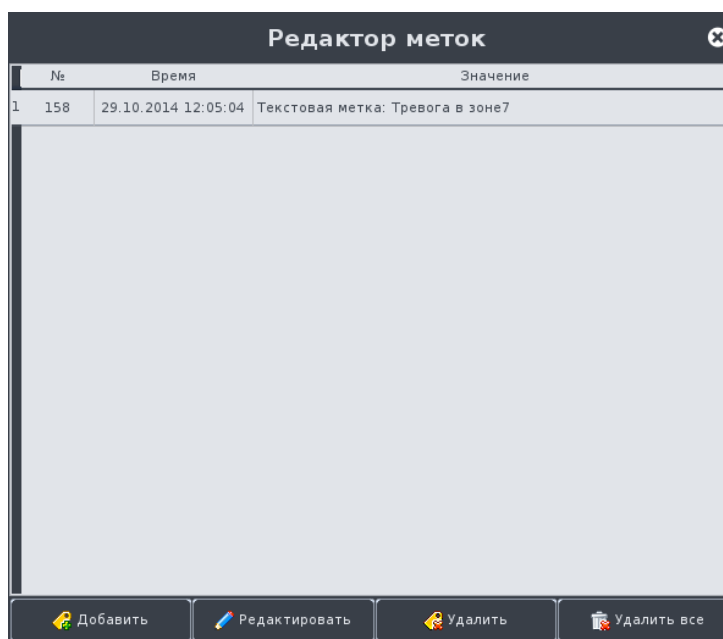 Редактор меток
№ Время Значение
1 158 29.10.2014 12:05:04 Текстовая метка: Тревога в зоне7
Добавить Редактировать Удалить Удалить все